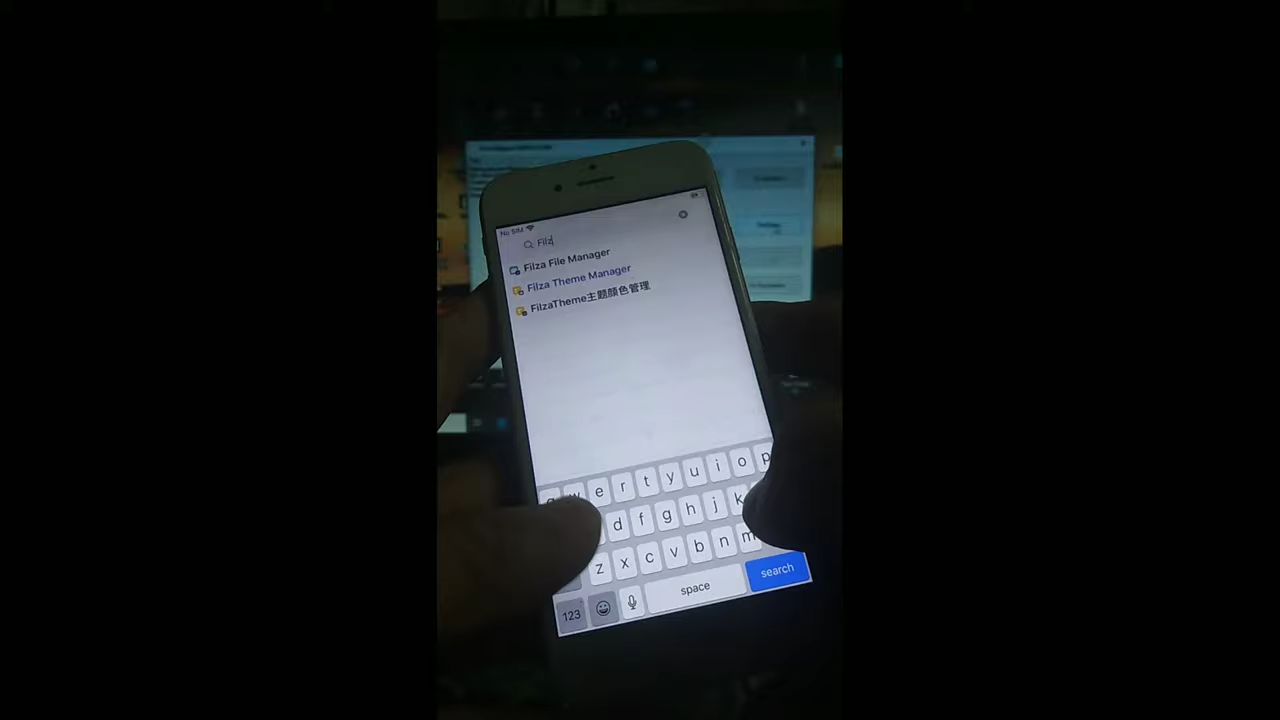 No SIM
Filz
Filza File Manager
Filza Theme Manager
FilzaTheme主題顏色管理
w e r t y u i o p
d f g h j k
z x c v b n m
123 space search